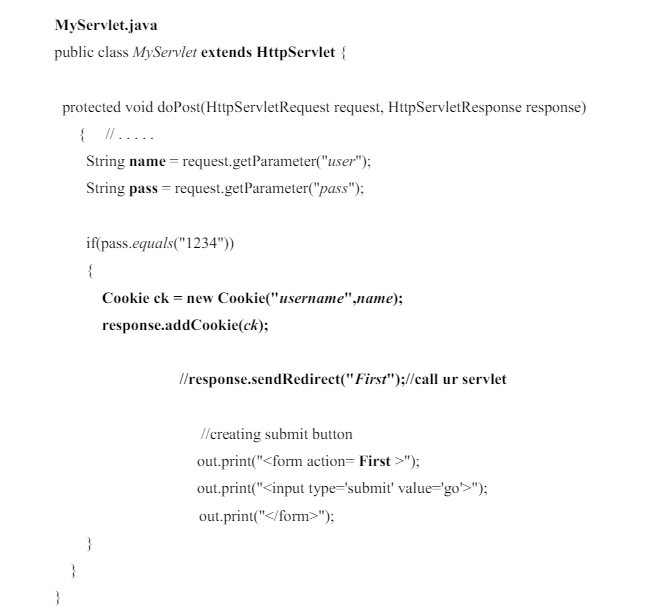 MyServlet.java
public class MyServlet extends HttpServlet {
protected void doPost(HttpServletRequest request, HttpServletResponse response)
{ // . . . . .
String name = request.getParameter("user");
String pass = request.getParameter("pass");
if(pass.equals("1234"))
{
Cookie ck = new Cookie("username",name);
response.addCookie(ck);
//response.sendRedirect("First");//call ur servlet
//creating submit button
out.print("<form action= First >");
out.print("<input type='submit' value='go'>");
out.print("</form>");
}
}
}